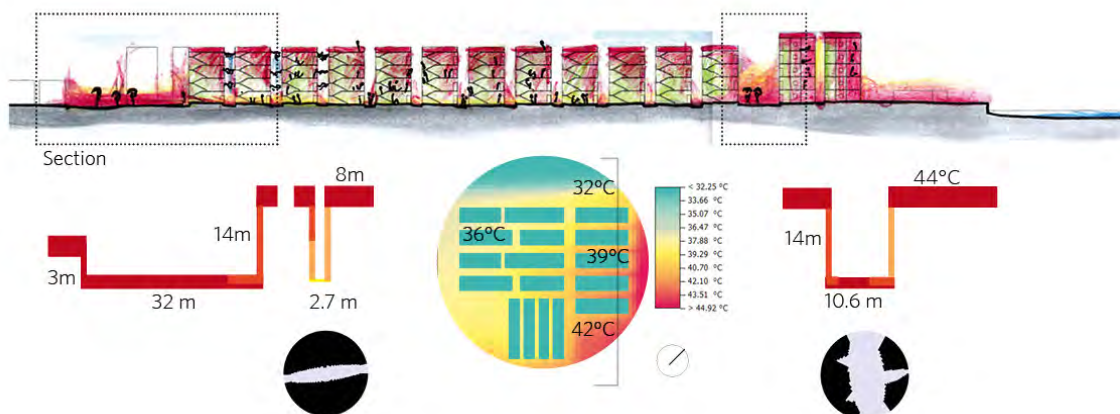 Section
8m
14m
3m
32 m
2.7 m
32°C
36°C
39°C
42°C
< 32.25 °C
33.66 °C
35.07 °C
36.47 °C
37.88 °C
39.29 °C
40.70 °C
42.10 °C
43.51 °C
> 44.92 °C
44°C
14m
10.6 m